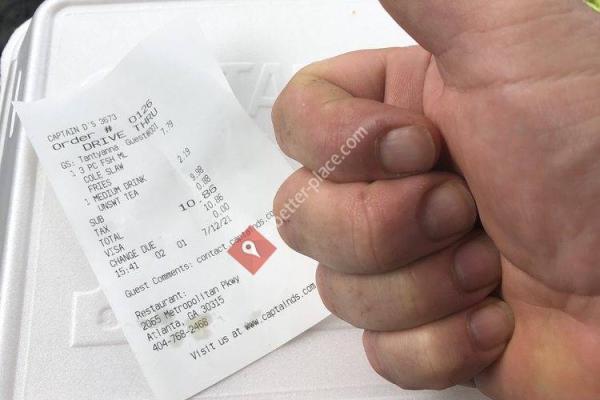 CAPTAIN D'S 3673
Order # 0126
DRIVE THRU
GS: Tantyanna Guest#001
1 3 PC FSH ML 7.79
COLE SLAW
FRIES
1 MEDIUM DRINK 2.19
UNSWT TEA
SUB 9.98
TAX 0.88
TOTAL 10.86
VISA 10.86
CHANGE DUE 0.00
15:41 02 01 7/12/21
Guest Comments: contact.captainds.com
Restaurant:
2065 Metropolitan Pkwy
Atlanta, GA 30315
404-768-2468
Visit us at www.captainds.com
better-place.com